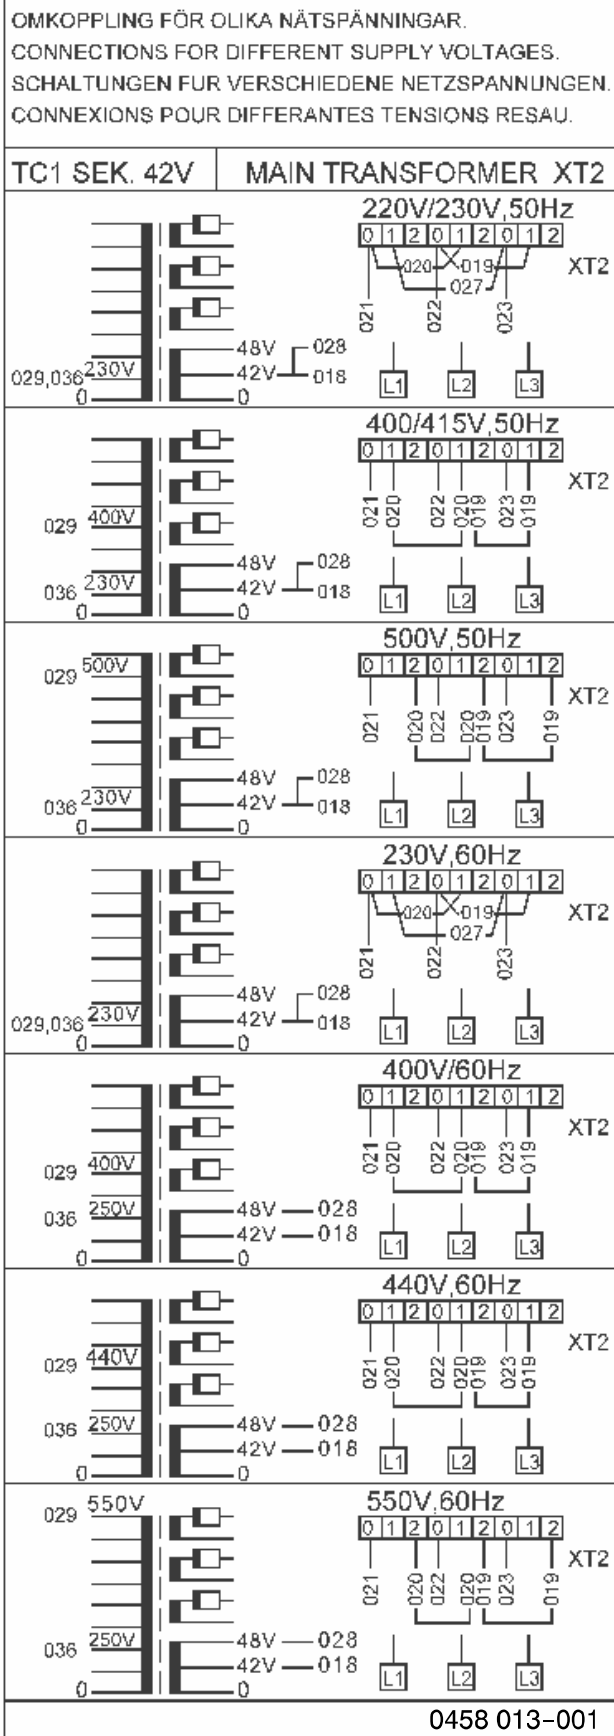 OMKOPPLING FÖR OLIKA NÄTSPÄNNINGAR.
CONNECTIONS FOR DIFFERENT SUPPLY VOLTAGES.
SCHALTUNGEN FUR VERSCHIEDENE NETZSPANNUNGEN.
CONNEXIONS POUR DIFFERANTES TENSIONS RESAU.
TC1 SEK. 42V MAIN TRANSFORMER XT2
220V/230V,50Hz
0 1 2 0 1 2 0 1 2
XT2
020 019
027
021 022 023
48V 028
029,036 230V 42V 018
0 0
L1 L2 L3
400/415V,50Hz
0 1 2 0 1 2 0 1 2
XT2
021 020 022 020 019 023 019
029 400V
48V 028
036 230V 42V 018
0 0
L1 L2 L3
500V,50Hz
0 1 2 0 1 2 0 1 2
029 500V
XT2
021 020 022 020 019 023 019
48V 028
036 230V 42V 018
0 0
L1 L2 L3
230V,60Hz
0 1 2 0 1 2 0 1 2
XT2
020 019
027
021 022 023
48V 028
029,036 230V 42V 018
0 0
L1 L2 L3
400V/60Hz
0 1 2 0 1 2 0 1 2
XT2
021 020 022 020 019 023 019
029 400V
036 250V 48V 028
42V 018
0 0
L1 L2 L3
440V,60Hz
0 1 2 0 1 2 0 1 2
XT2
029 440V
021 020 022 020 019 023 019
036 250V 48V 028
42V 018
0 0
L1 L2 L3
550V,60Hz
029 550V
0 1 2 0 1 2 0 1 2
XT2
021 020 022 020 019 023 019
036 250V 48V 028
42V 018
0 0
L1 L2 L3
0458 013-001